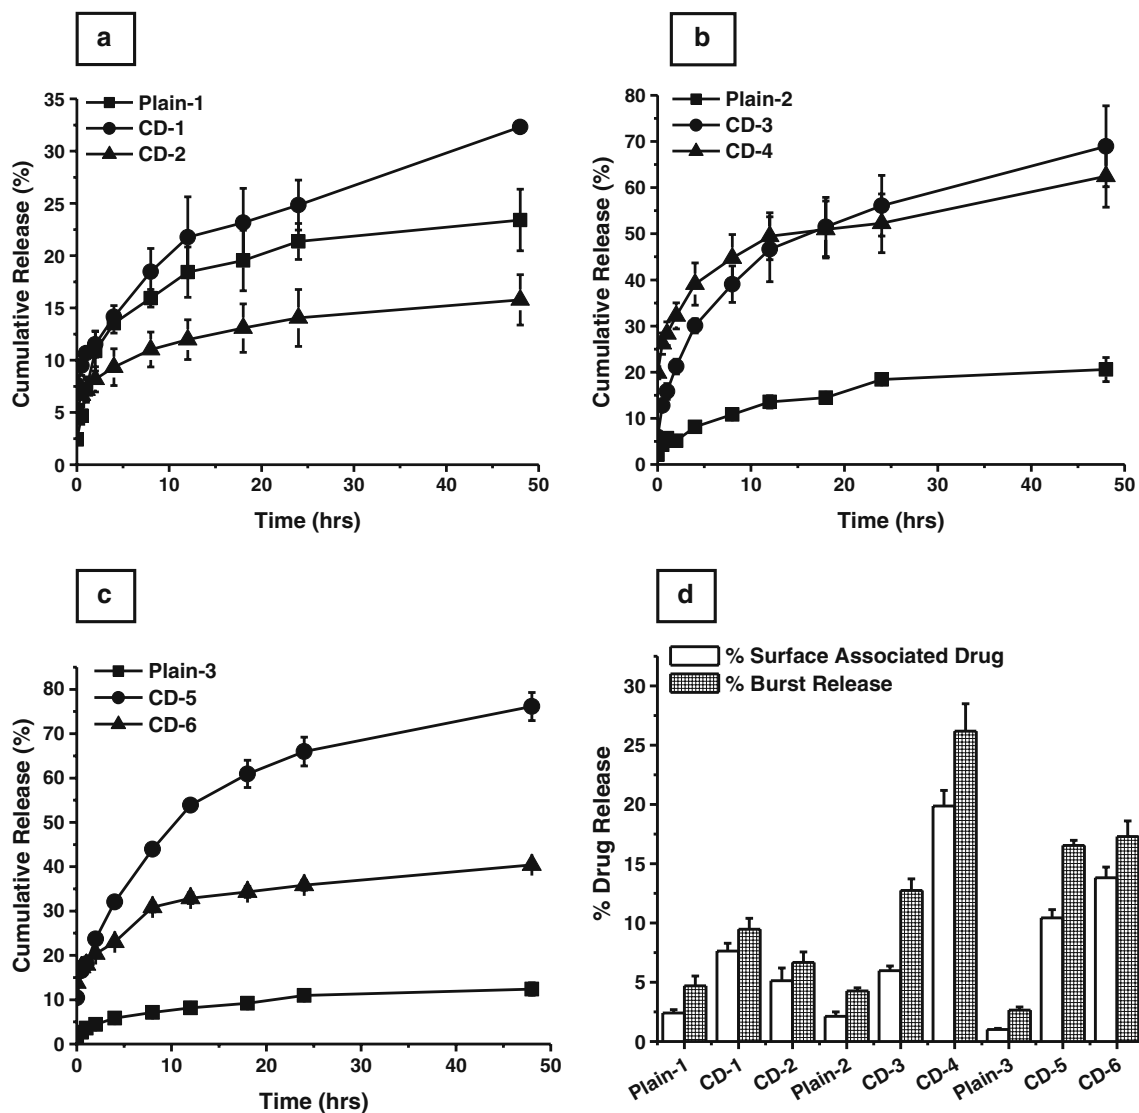 a
Plain-1
CD-1
CD-2
Cumulative Release (%)
35
30
25
20
15
10
5
0
0 10 20 30 40 50
Time (hrs)
b
Plain-2
CD-3
CD-4
Cumulative Release (%)
80
70
60
50
40
30
20
10
0
0 10 20 30 40 50
Time (hrs)
c
Plain-3
CD-5
CD-6
Cumulative Release (%)
80
70
60
50
40
30
20
10
0
0 10 20 30 40 50
Time (hrs)
d
% Surface Associated Drug
% Burst Release
% Drug Release
30
25
20
15
10
5
0
Plain-1 CD-1 CD-2 Plain-2 CD-3 CD-4 Plain-3 CD-5 CD-6